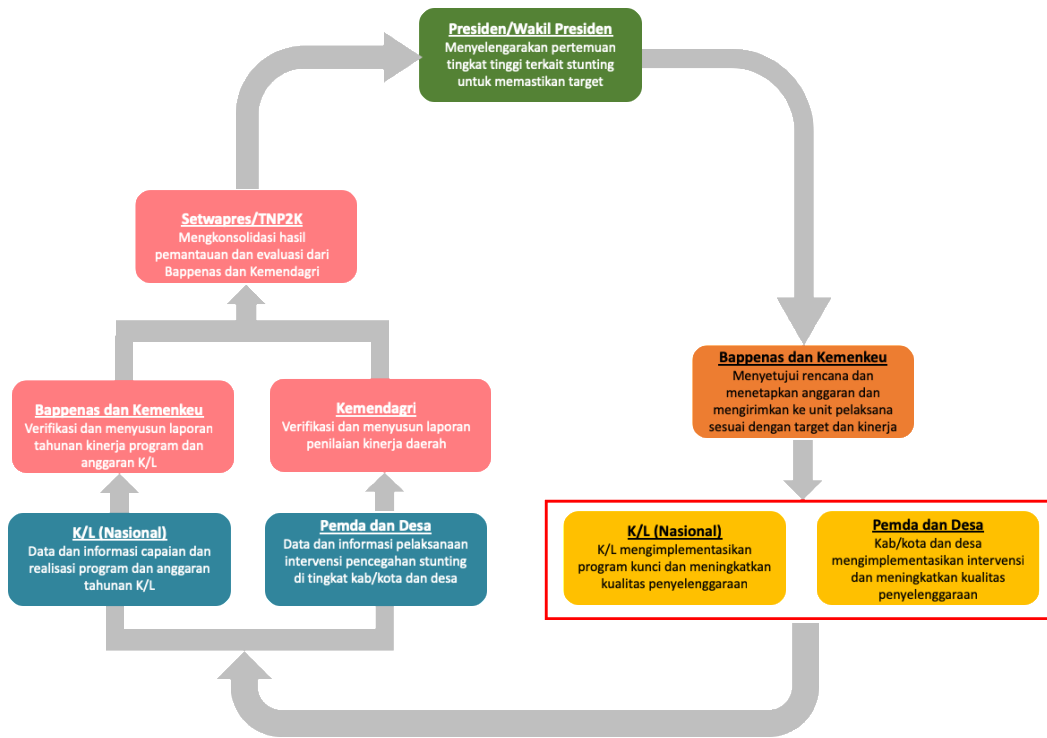 Presiden/Wakil Presiden
Menyelengarakan pertemuan
tingkat tinggi terkait stunting
untuk memastikan target
Setwapres/TNP2K
Mengkonsolidasi hasil
pemantauan dan evaluasi dari
Bappenas dan Kemendagri
Bappenas dan Kemenkeu
Menyetujui rencana dan
menetapkan anggaran dan
mengirimkan ke unit pelaksana
sesuai dengan target dan kinerja
Bappenas dan Kemenkeu
Verifikasi dan menyusun laporan
tahunan kinerja program dan
anggaran K/L
Kemendagri
Verifikasi dan menyusun laporan
penilaian kinerja daerah
K/L (Nasional)
Data dan informasi capaian dan
realisasi program dan anggaran
tahunan K/L
Pemda dan Desa
Data dan informasi pelaksanaan
intervensi pencegahan stunting
di tingkat kab/kota dan desa
K/L (Nasional)
K/L mengimplementasikan
program kunci dan meningkatkan
kualitas penyelenggaraan
Pemda dan Desa
Kab/kota dan desa
mengimplementasikan intervensi
dan meningkatkan kualitas
penyelenggaraan